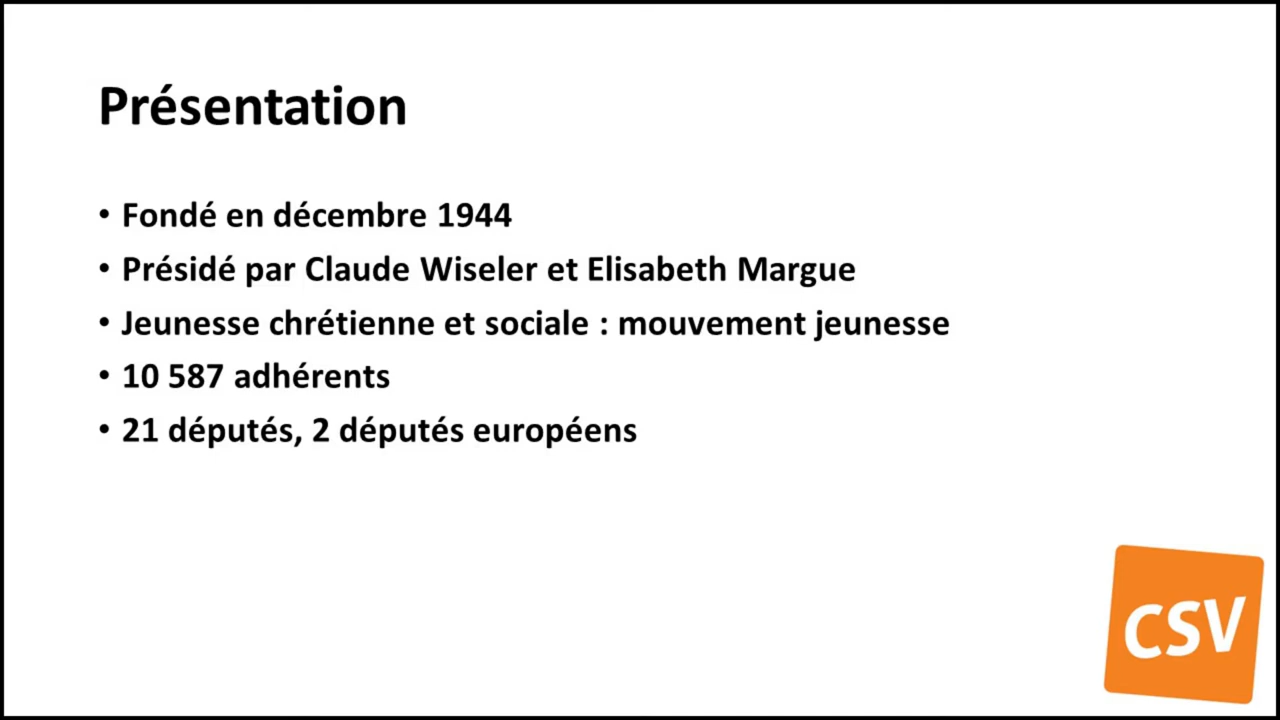 Présentation
• Fondé en décembre 1944
• Présidé par Claude Wiseler et Elisabeth Margue
• Jeunesse chrétienne et sociale : mouvement jeunesse
• 10 587 adhérents
• 21 députés, 2 députés européens
CSV